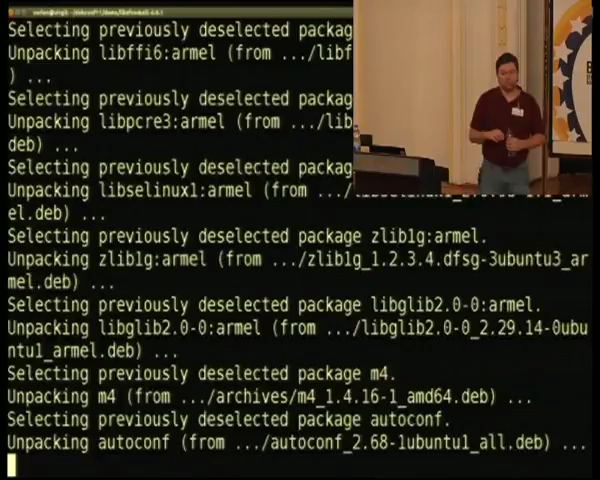 Selecting previously deselected package
Unpacking libffi6:armel (from .../libf
) ...
Selecting previously deselected package
Unpacking libpcre3:armel (from .../lib
deb) ...
Selecting previously deselected package
Unpacking libselinux1:armel (from .../
el.deb) ...
Selecting previously deselected package zlib1g:armel.
Unpacking zlib1g:armel (from .../zlib1g_1.2.3.4.dfsg-3ubuntu3_ar
mel.deb) ...
Selecting previously deselected package libglib2.0-0:armel.
Unpacking libglib2.0-0:armel (from .../libglib2.0-0_2.29.14-0ubu
ntu1_armel.deb) ...
Selecting previously deselected package m4.
Unpacking m4 (from .../archives/m4_1.4.16-1_amd64.deb) ...
Selecting previously deselected package autoconf.
Unpacking autoconf (from .../autoconf_2.68-1ubuntu1_all.deb) ...